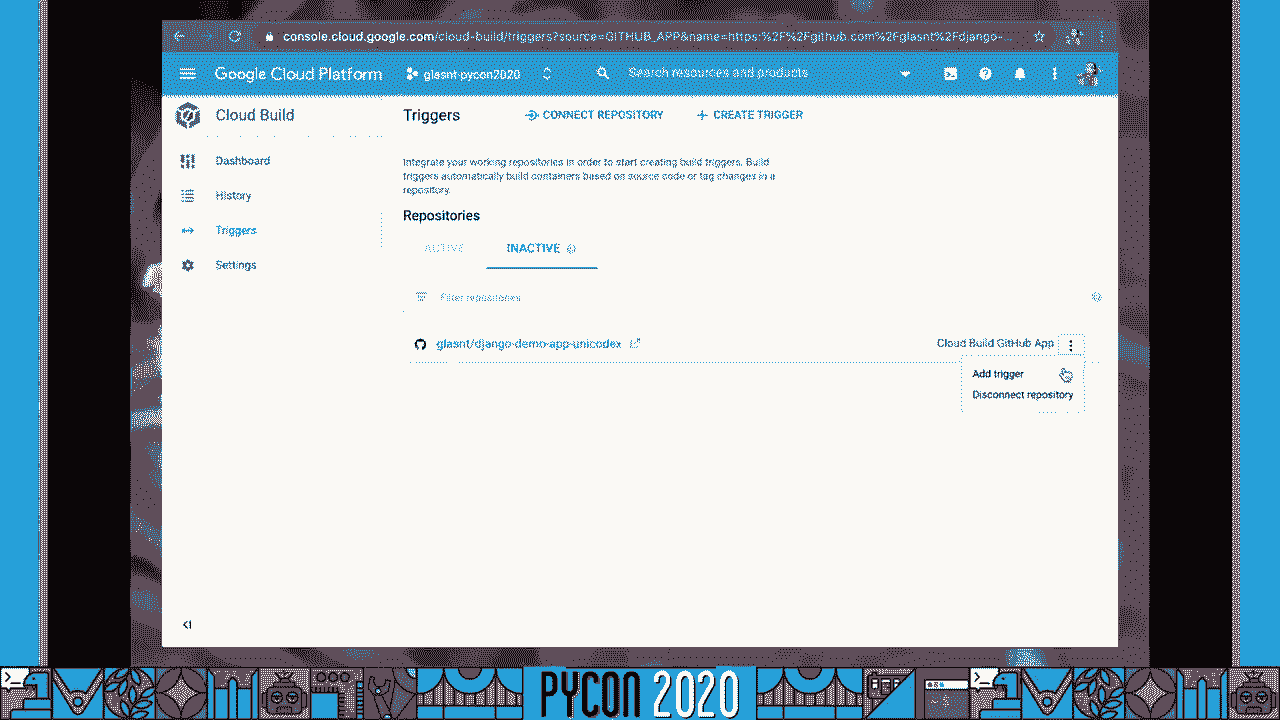 console.cloud.google.com/cloud-build/triggers?source=GITHUB_APP&name=https:%2F%2Fgithub.com%2Fglasnt%2Fdjango-...
Google Cloud Platform
glasnt-pycon2020
Search resources and products
Cloud Build
Dashboard
History
Triggers
Settings
Triggers
CONNECT REPOSITORY
CREATE TRIGGER
Integrate your working repositories in order to start creating build triggers. Build
triggers automatically build containers based on source code or tag changes in a
repository.
Repositories
ACTIVE
INACTIVE
Filter repositories
glasnt/django-demo-app-unicodex
Cloud Build GitHub App
Add trigger
Disconnect repository
PYCON 2020